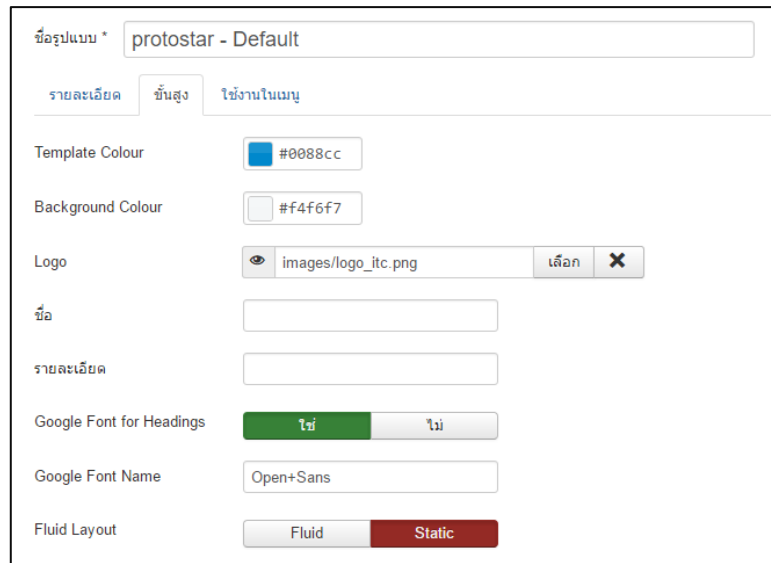 ชื่อรูปแบบ * protostar - Default
รายละเอียด ขั้นสูง ใช้งานในเมนู
Template Colour #0088cc
Background Colour #f4f6f7
Logo images/logo_itc.png เลือก
ชื่อ
รายละเอียด
Google Font for Headings ใช่ ไม่
Google Font Name Open+Sans
Fluid Layout Fluid Static